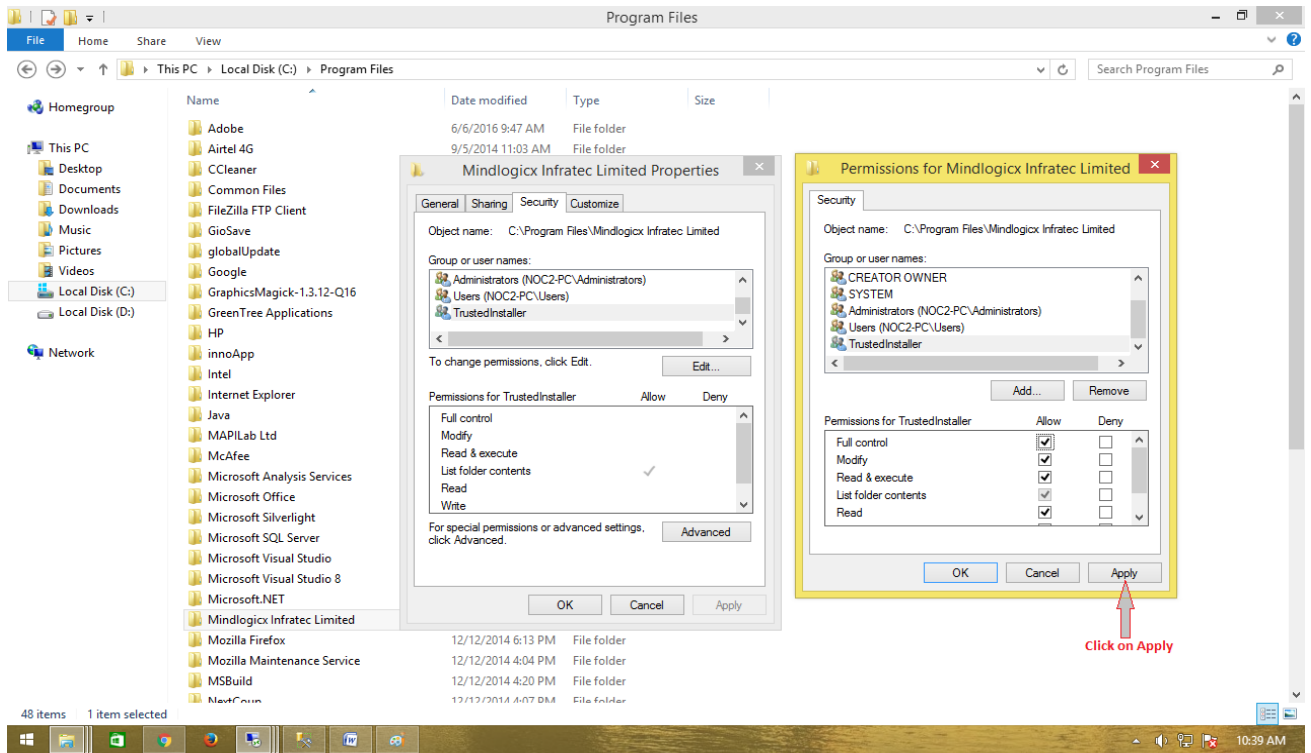 Program Files
File Home Share View
This PC Local Disk (C:) Program Files
Search Program Files
Homegroup
This PC
Desktop
Documents
Downloads
Music
Pictures
Videos
Local Disk (C:)
Local Disk (D:)
Network
Name Date modified Type Size
Adobe 6/6/2016 9:47 AM File folder
Airtel 4G 9/5/2014 11:03 AM File folder
CCleaner
Common Files
FileZilla FTP Client
GioSave
globalUpdate
Google
GraphicsMagick-1.3.12-Q16
GreenTree Applications
HP
innoApp
Intel
Internet Explorer
Java
MAPILab Ltd
McAfee
Microsoft Analysis Services
Microsoft Office
Microsoft Silverlight
Microsoft SQL Server
Microsoft Visual Studio
Microsoft Visual Studio 8
Microsoft.NET
Mindlogicx Infratec Limited
Mozilla Firefox 12/12/2014 6:13 PM File folder
Mozilla Maintenance Service 12/12/2014 4:04 PM File folder
MSBuild 12/12/2014 4:20 PM File folder
NextCoup 12/12/2014 4:07 PM File folder
Mindlogicx Infratec Limited Properties
General Sharing Security Customize
Object name: C:\Program Files\Mindlogicx Infratec Limited
Group or user names:
Administrators (NOC2-PC\Administrators)
Users (NOC2-PC\Users)
TrustedInstaller
To change permissions, click Edit.
Edit...
Permissions for TrustedInstaller Allow Deny
Full control
Modify
Read & execute
List folder contents
Read
Write
For special permissions or advanced settings,
click Advanced.
Advanced
OK Cancel Apply
Permissions for Mindlogicx Infratec Limited
Security
Object name: C:\Program Files\Mindlogicx Infratec Limited
Group or user names:
CREATOR OWNER
SYSTEM
Administrators (NOC2-PC\Administrators)
Users (NOC2-PC\Users)
TrustedInstaller
Add... Remove
Permissions for TrustedInstaller Allow Deny
Full control
Modify
Read & execute
List folder contents
Read
OK Cancel Apply
Click on Apply
48 items 1 item selected
10:39 AM